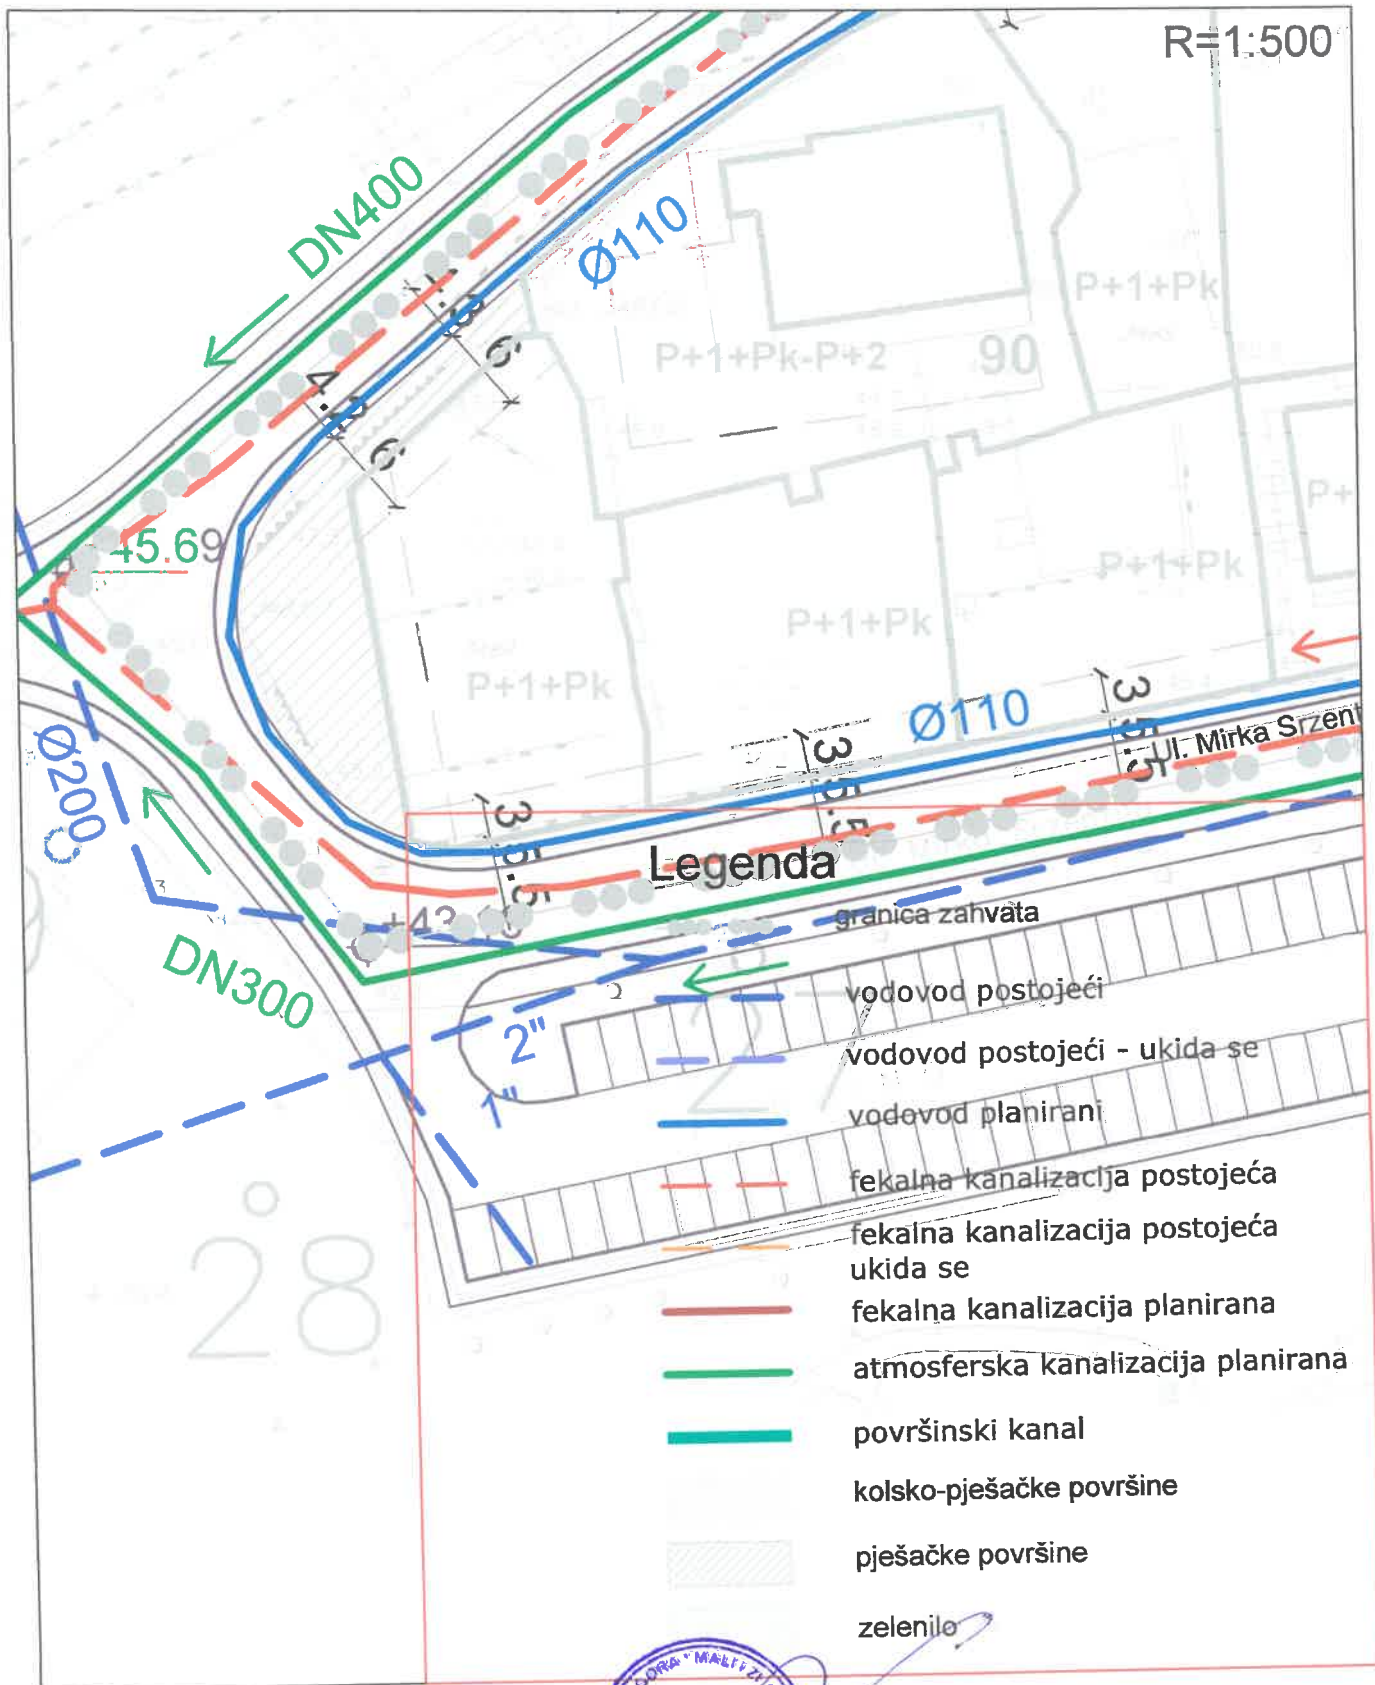 R=1:500
DN400
Ø110
P+1+Pk
P+1+Pk-P+2
90
6
6
P+
45.69
P+1+Pk
P+1+Pk
P+1+Pk
Ø110
3
5.5
Ul. Mirka Srzent
3
5.5
3
5.5
Ø200
DN300
Legenda
granica zahvata
vodovod postojeći
vodovod postojeći - ukida se
vodovod planirani
fekalna kanalizacija postojeća
fekalna kanalizacija postojeća
ukida se
fekalna kanalizacija planirana
atmosferska kanalizacija planirana
površinski kanal
kolsko-pješačke površine
pješačke površine
zelenilo
2"
1"
28